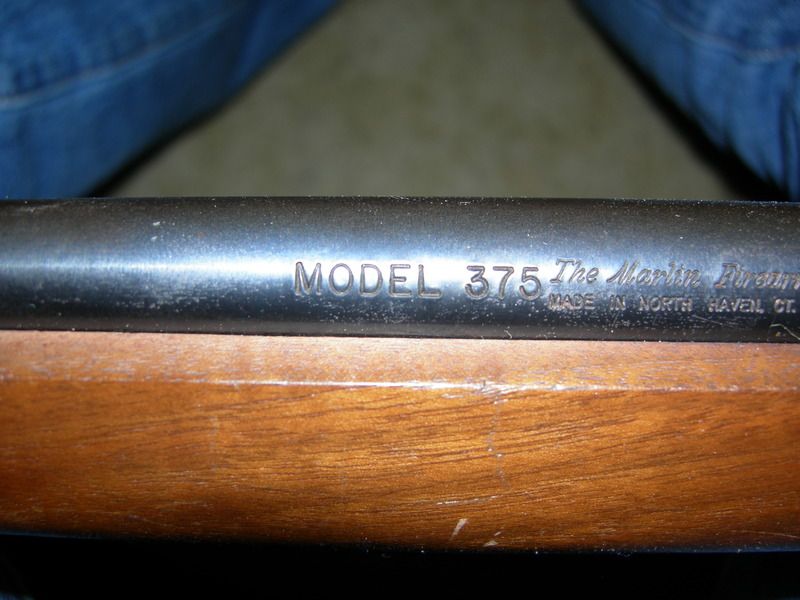 MODEL 375 The Marlin Firearm
MADE IN NORTH HAVEN, CT.